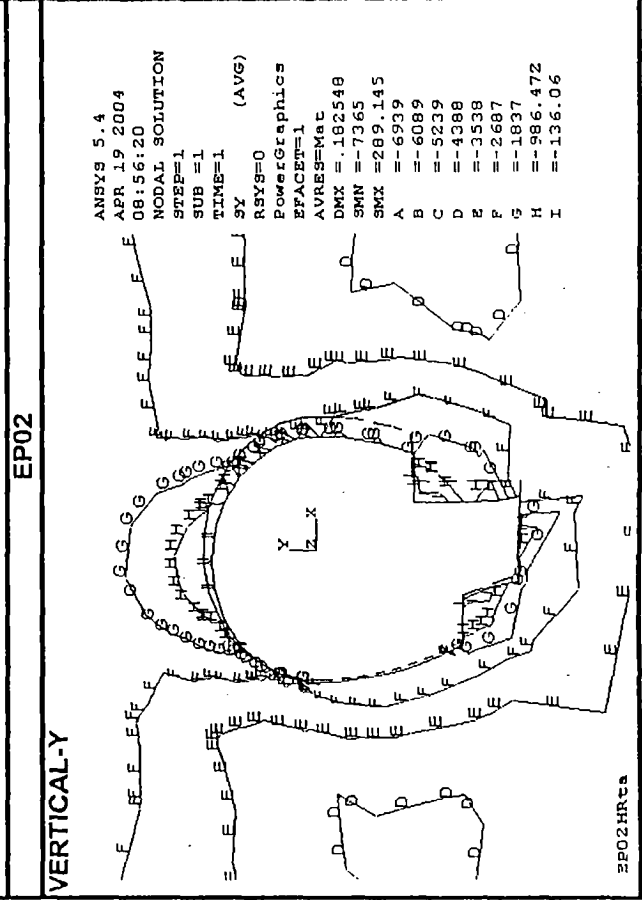 EP02
VERTICAL-Y
ANSYS 5.4
APR 19 2004
08:56:20
NODAL SOLUTION
STEP=1
SUB =1
TIME=1
SY (AVG)
RSYS=0
PowerGraphics
EFACET=1
AVRES=Mat
DMX =.182548
SMN =-7365
SMX =289.145
A =-6939
B =-6089
C =-5239
D =-4388
E =-3538
F =-2687
G =-1837
H =-986.472
I =-136.06
Y
Z X
EP02HRta